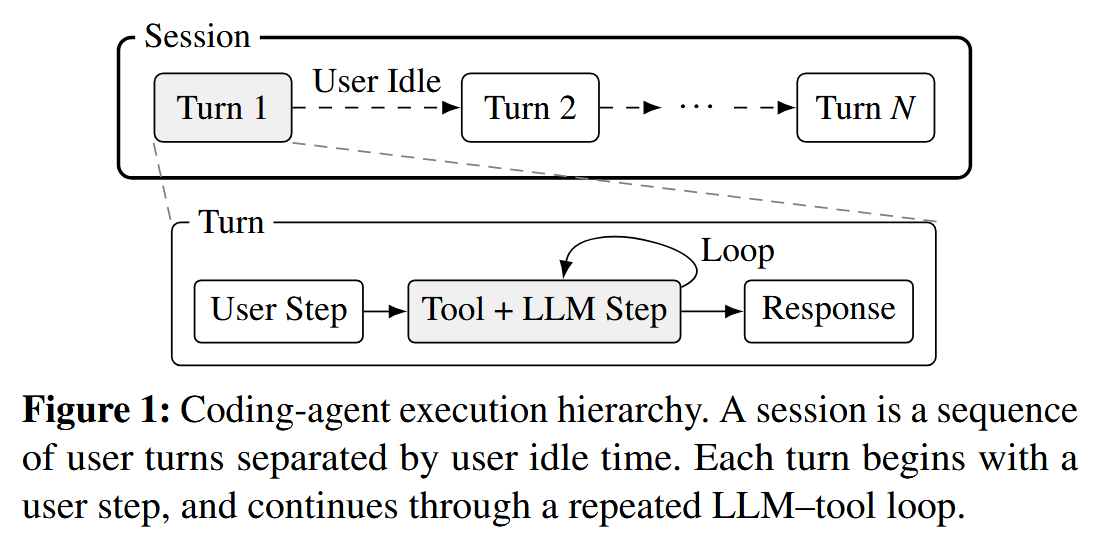 Session
User Idle
Turn 1
Turn 2
···
Turn N
Turn
Loop
User Step
Tool + LLM Step
Response
Figure 1: Coding-agent execution hierarchy. A session is a sequence
of user turns separated by user idle time. Each turn begins with a
user step, and continues through a repeated LLM–tool loop.